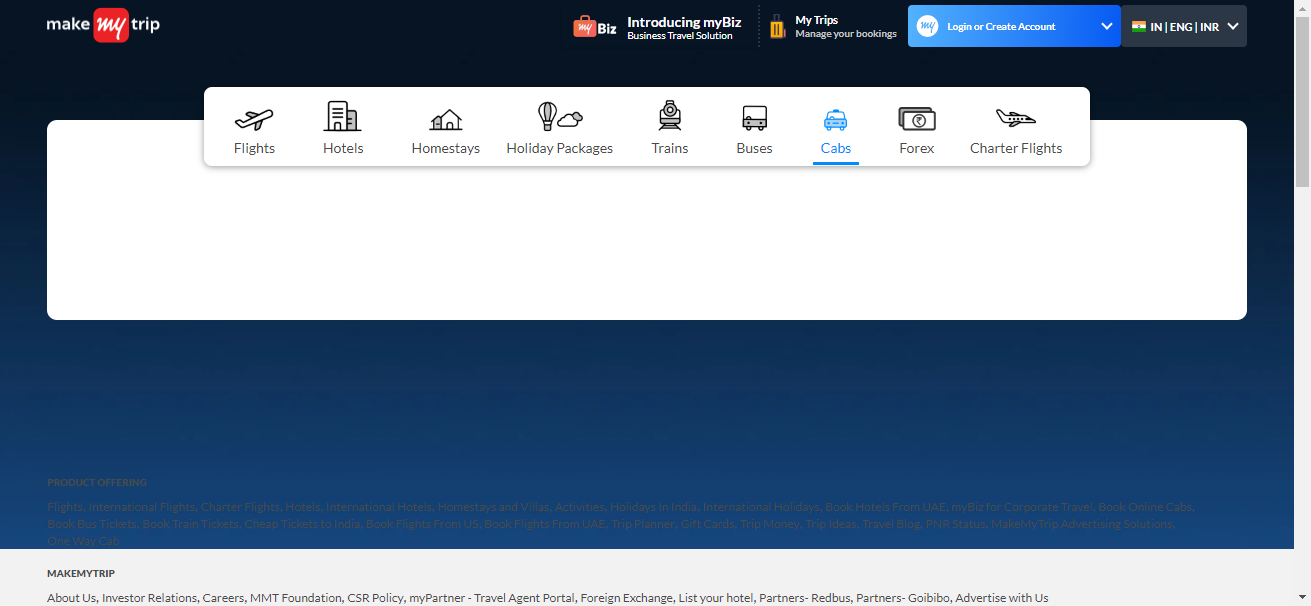 make my trip
my Biz
Introducing myBiz
Business Travel Solution
My Trips
Manage your bookings
my
Login or Create Account
IN | ENG | INR
Flights
Hotels
Homestays
Holiday Packages
Trains
Buses
Cabs
Forex
Charter Flights
PRODUCT OFFERING
Flights, International Flights, Charter Flights, Hotels, International Hotels, Homestays and Villas, Activities, Holidays In India, International Holidays, Book Hotels From UAE, myBiz for Corporate Travel, Book Online Cabs,
Book Bus Tickets, Book Train Tickets, Cheap Tickets to India, Book Flights From US, Book Flights From UAE, Trip Planner, Gift Cards, Trip Money, Trip Ideas, Travel Blog, PNR Status, MakeMyTrip Advertising Solutions,
One Way Cab
MAKEMYTRIP
About Us, Investor Relations, Careers, MMT Foundation, CSR Policy, myPartner - Travel Agent Portal, Foreign Exchange, List your hotel, Partners- Redbus, Partners- Goibibo, Advertise with Us